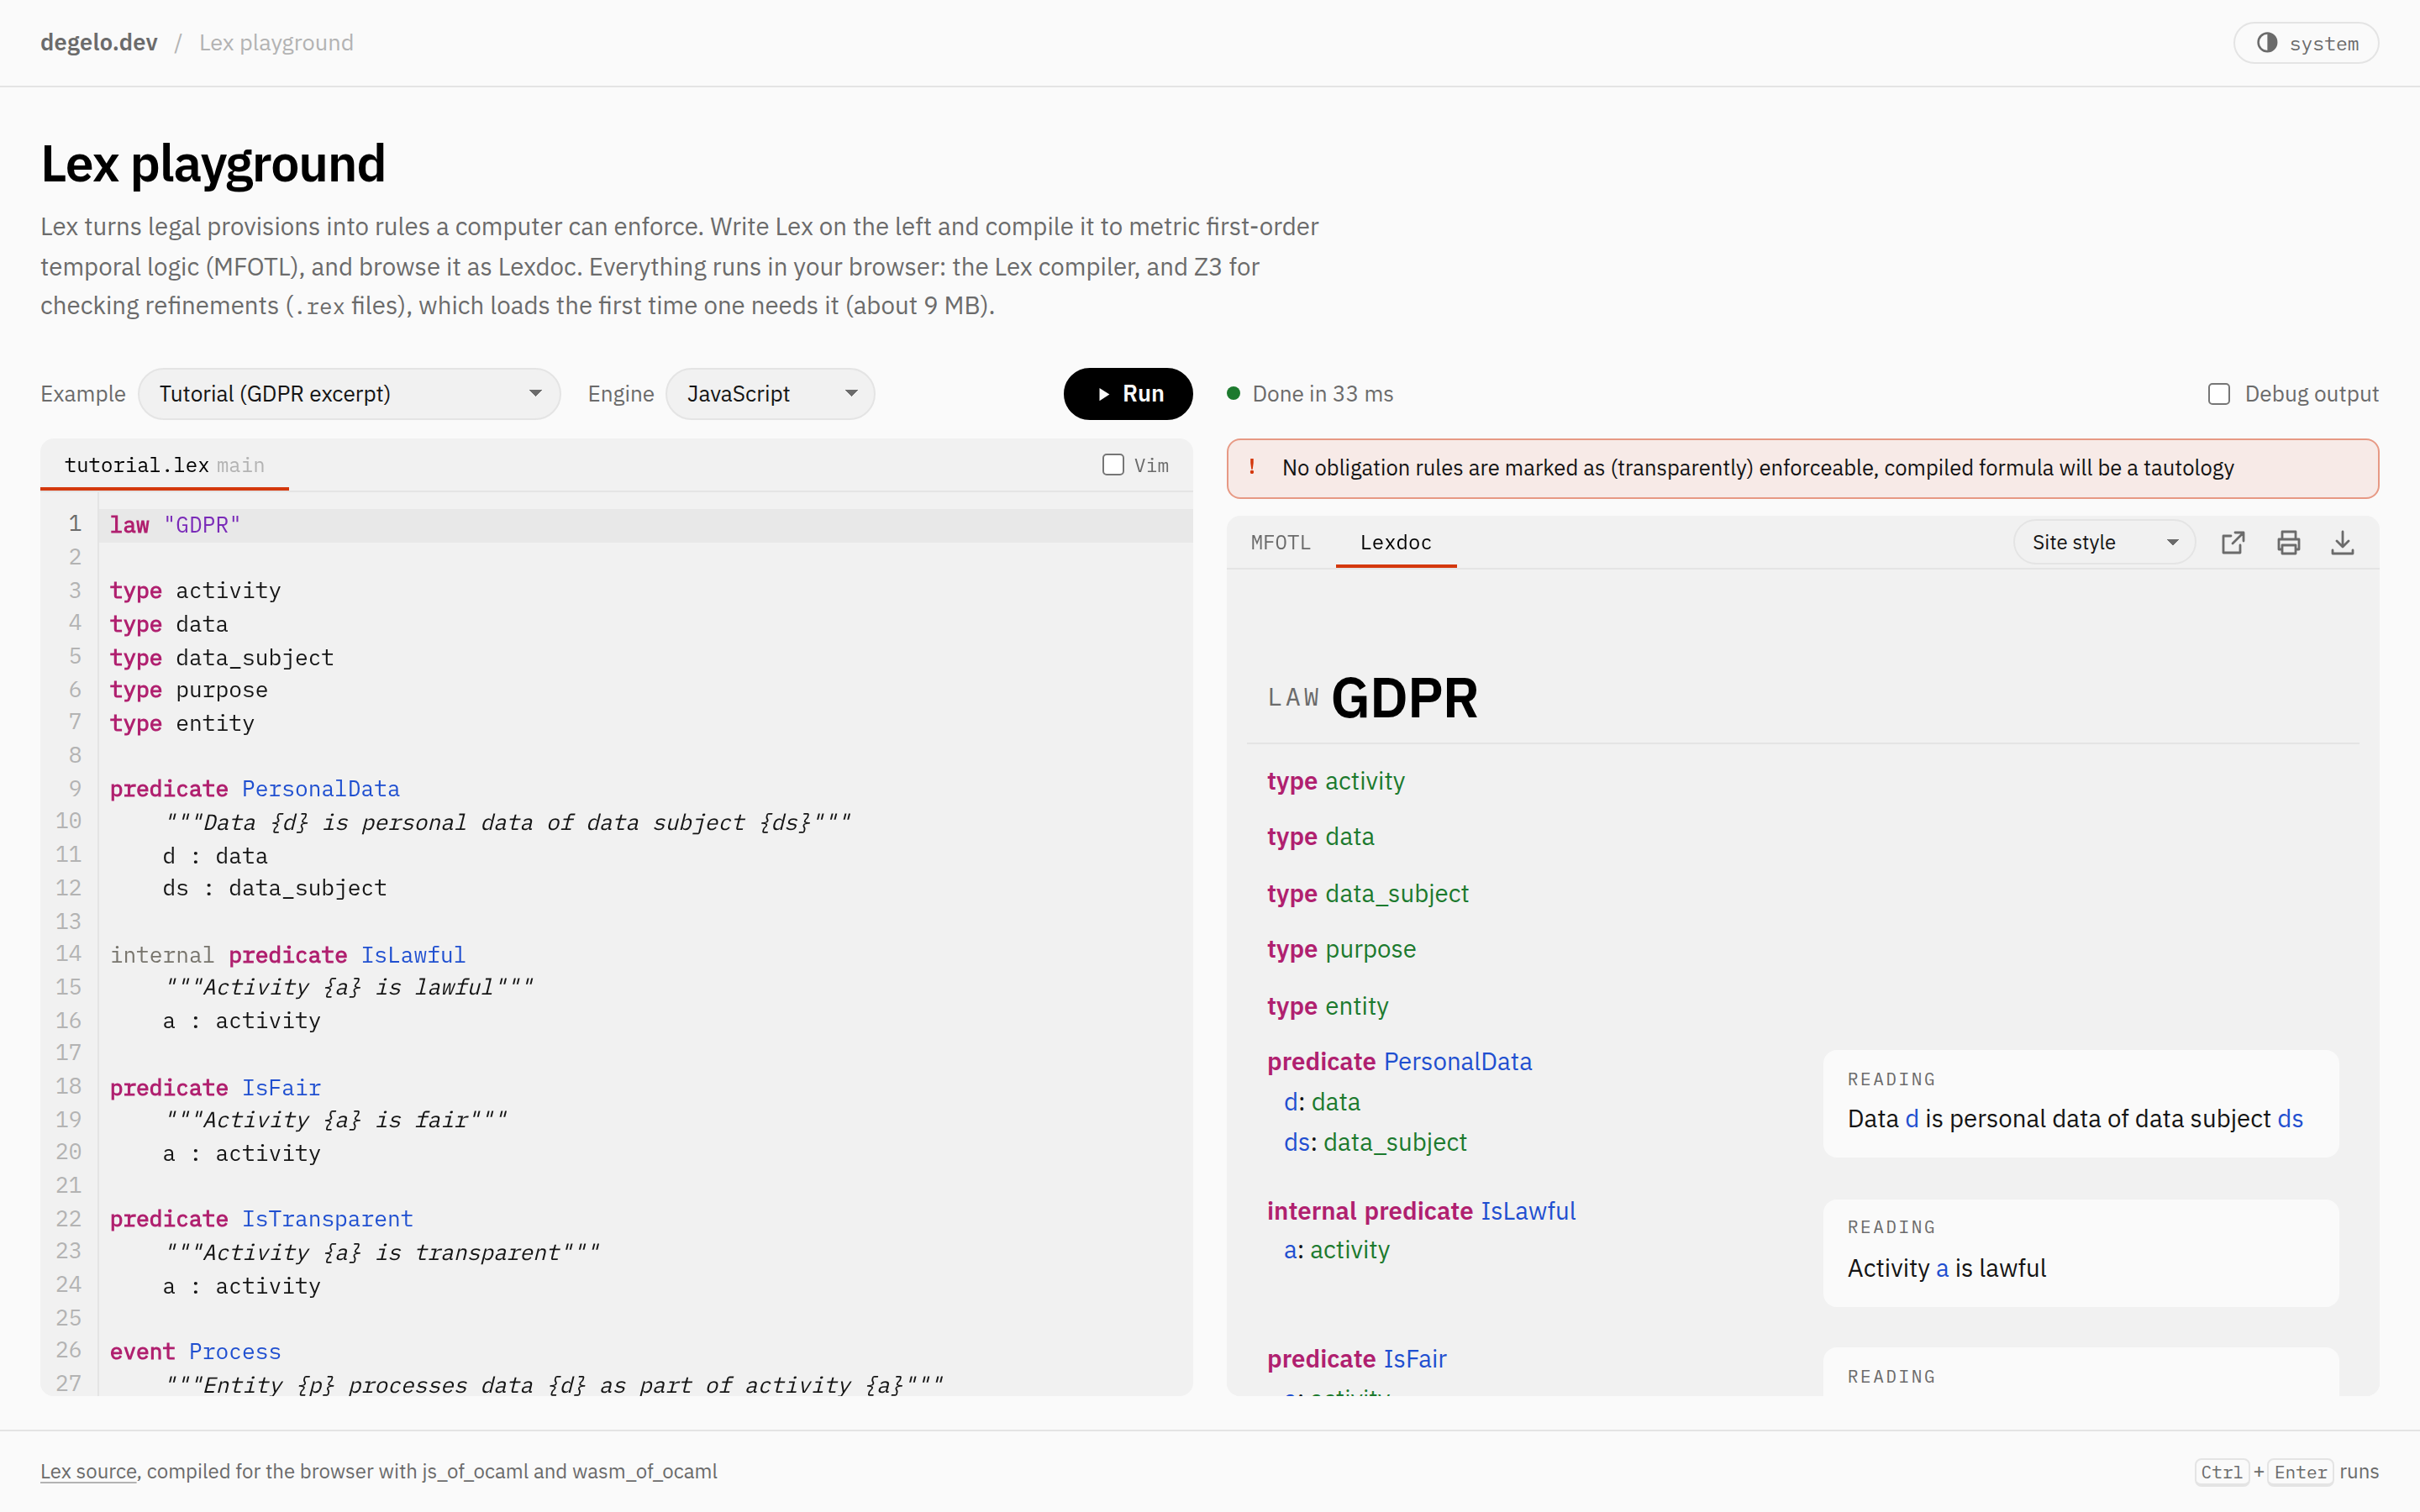 degelo.dev / Lex playground
system
Lex playground
Lex turns legal provisions into rules a computer can enforce. Write Lex on the left and compile it to metric first-order
temporal logic (MFOTL), and browse it as Lexdoc. Everything runs in your browser: the Lex compiler, and Z3 for
checking refinements (.rex files), which loads the first time one needs it (about 9 MB).
Example Tutorial (GDPR excerpt) Engine JavaScript Run
Done in 33 ms Debug output
tutorial.lex main Vim
1 law "GDPR"
2
3 type activity
4 type data
5 type data_subject
6 type purpose
7 type entity
8
9 predicate PersonalData
10 """Data {d} is personal data of data subject {ds}"""
11 d : data
12 ds : data_subject
13
14 internal predicate IsLawful
15 """Activity {a} is lawful"""
16 a : activity
17
18 predicate IsFair
19 """Activity {a} is fair"""
20 a : activity
21
22 predicate IsTransparent
23 """Activity {a} is transparent"""
24 a : activity
25
26 event Process
27 """Entity {p} processes data {d} as part of activity {a}"""
! No obligation rules are marked as (transparently) enforceable, compiled formula will be a tautology
MFOTL Lexdoc Site style
LAW GDPR
type activity
type data
type data_subject
type purpose
type entity
predicate PersonalData
d: data
ds: data_subject
READING
Data d is personal data of data subject ds
internal predicate IsLawful
a: activity
READING
Activity a is lawful
predicate IsFair
a: activity
READING
Lex source, compiled for the browser with js_of_ocaml and wasm_of_ocaml
Ctrl + Enter runs